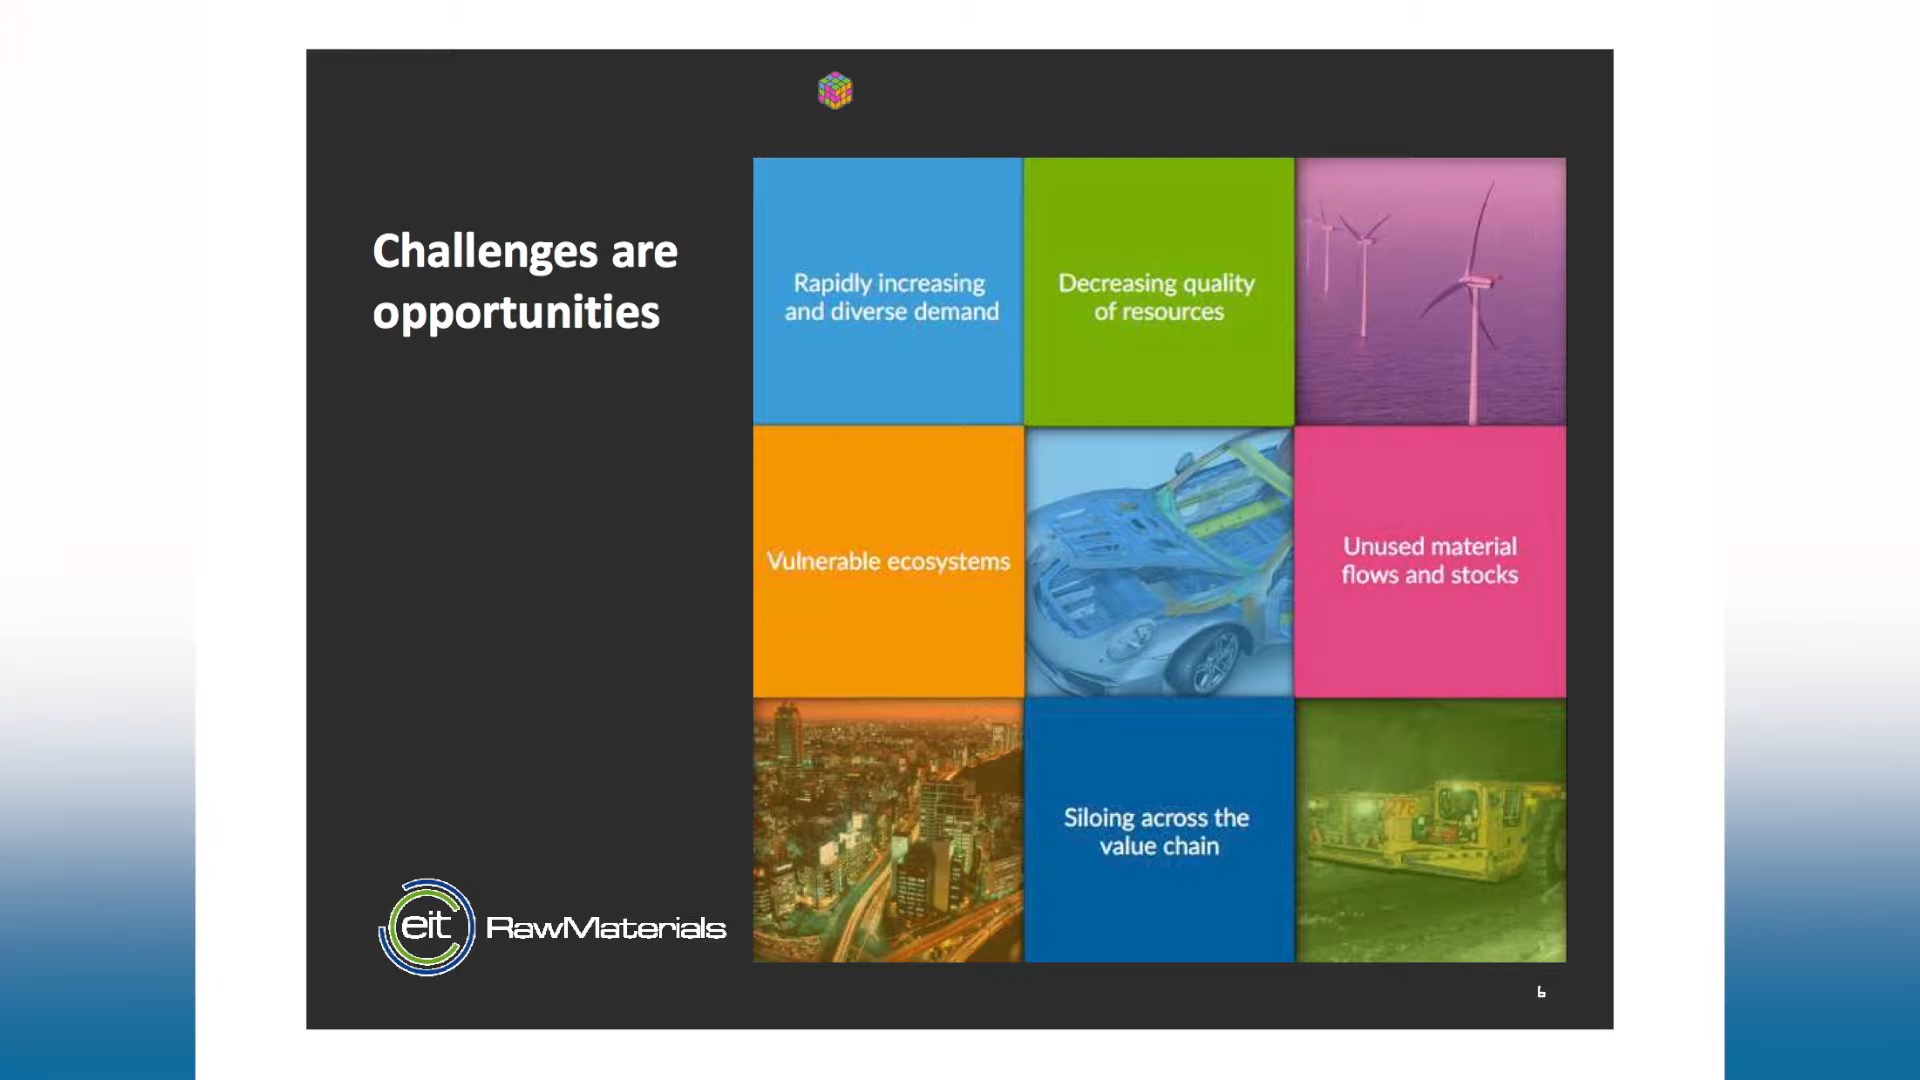 Challenges are
opportunities
Rapidly increasing
and diverse demand
Decreasing quality
of resources
Vulnerable ecosystems
Unused material
flows and stocks
Siloing across the
value chain
eit RawMaterials
6